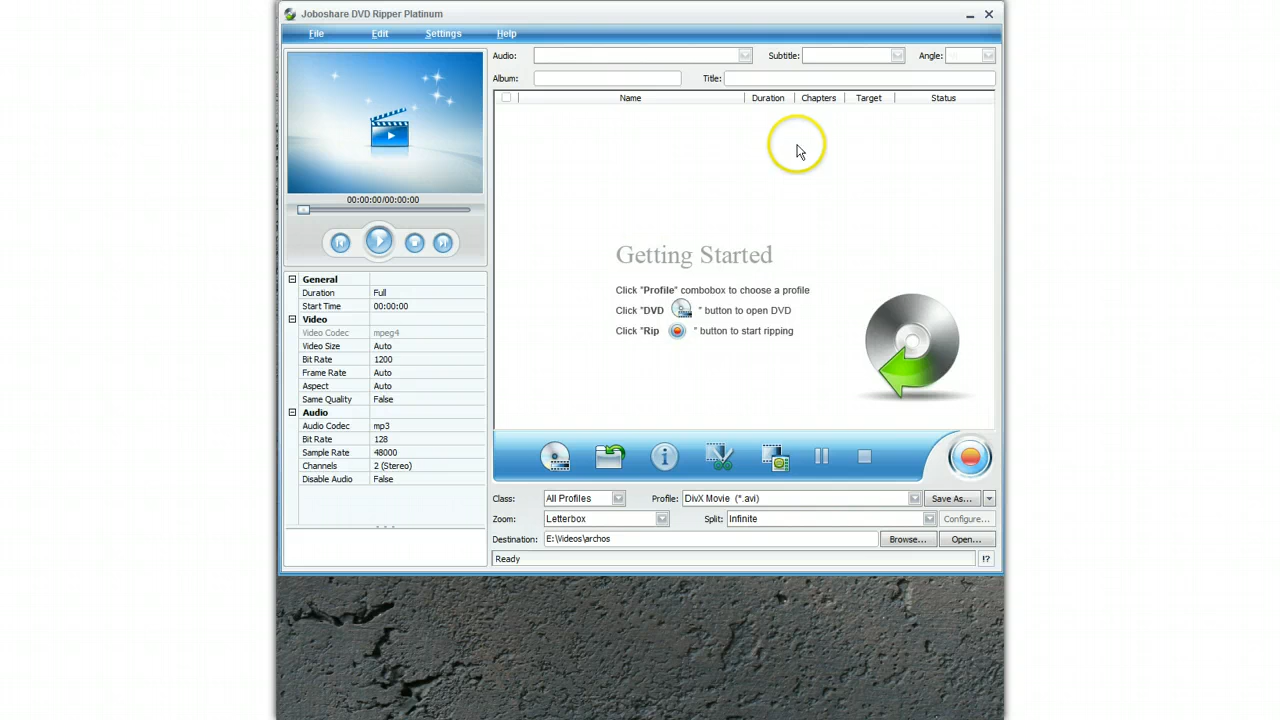 Joboshare DVD Ripper Platinum
File Edit Settings Help
Audio: Subtitle: Angle:
Album: Title:
Name Duration Chapters Target Status
00:00:00/00:00:00
Getting Started
Click "Profile" combobox to choose a profile
Click "DVD " button to open DVD
Click "Rip " button to start ripping
General
Duration Full
Start Time 00:00:00
Video
Video Codec mpeg4
Video Size Auto
Bit Rate 1200
Frame Rate Auto
Aspect Auto
Same Quality False
Audio
Audio Codec mp3
Bit Rate 128
Sample Rate 48000
Channels 2 (Stereo)
Disable Audio False
Class: All Profiles Profile: DivX Movie (*.avi) Save As...
Zoom: Letterbox Split: Infinite Configure...
Destination: E:\Videos\archos Browse... Open...
Ready !?